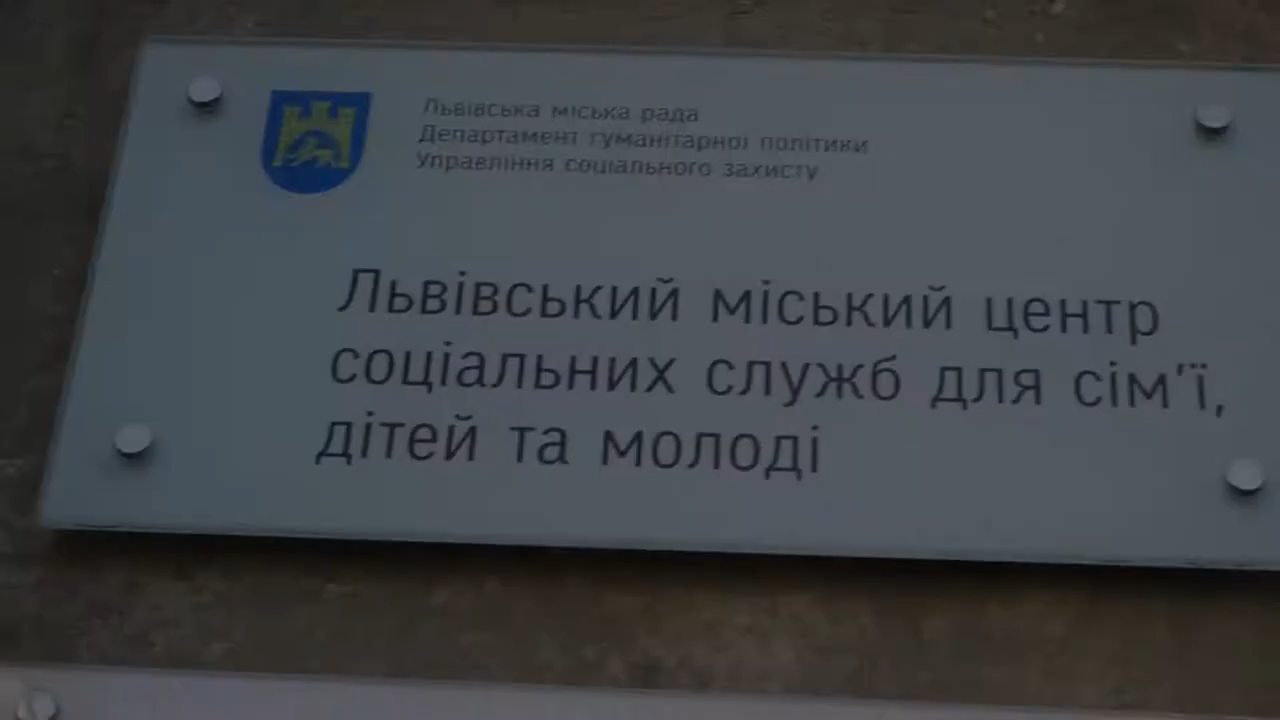 Львівська міська рада
Департамент гуманітарної політики
Управління соціального захисту
Львівський міський центр
соціальних служб для сім'ї,
дітей та молоді